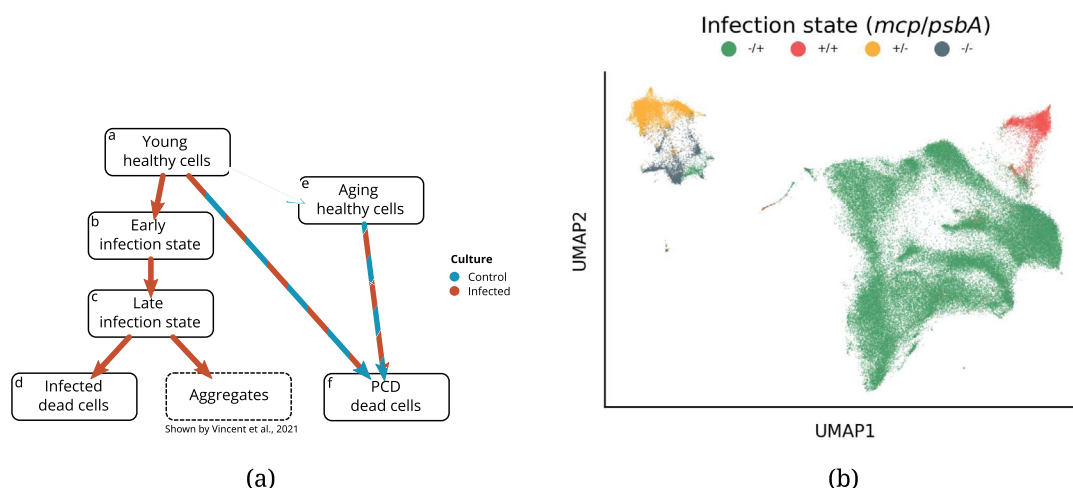 a
Young
healthy cells
e
Aging
healthy cells
b
Early
infection state
c
Late
infection state
d
Infected
dead cells
Aggregates
Shown by Vincent et al., 2021
f
PCD
dead cells
Culture
Control
Infected
(a)
Infection state (mcp/psbA)
-/+ +/+ +/- -/-
UMAP2
UMAP1
(b)